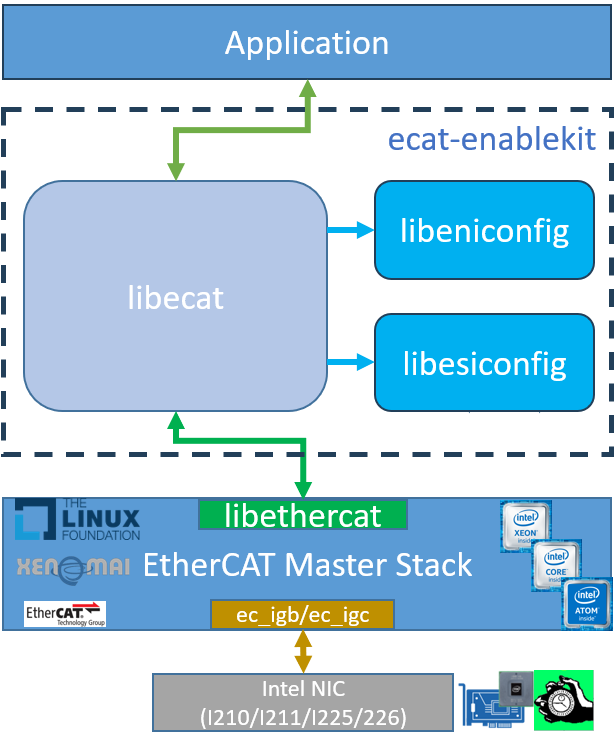 Application
ecat-enablekit
libecat
libeniconfig
libesiconfig
libethercat
THE
LINUX
FOUNDATION
XENOMAI
EtherCAT Master Stack
EtherCAT
Technology Group
ec_igb/ec_igc
intel
XEON
inside
intel
CORE
inside
intel
ATOM
inside
Intel NIC
(I210/I211/I225/226)